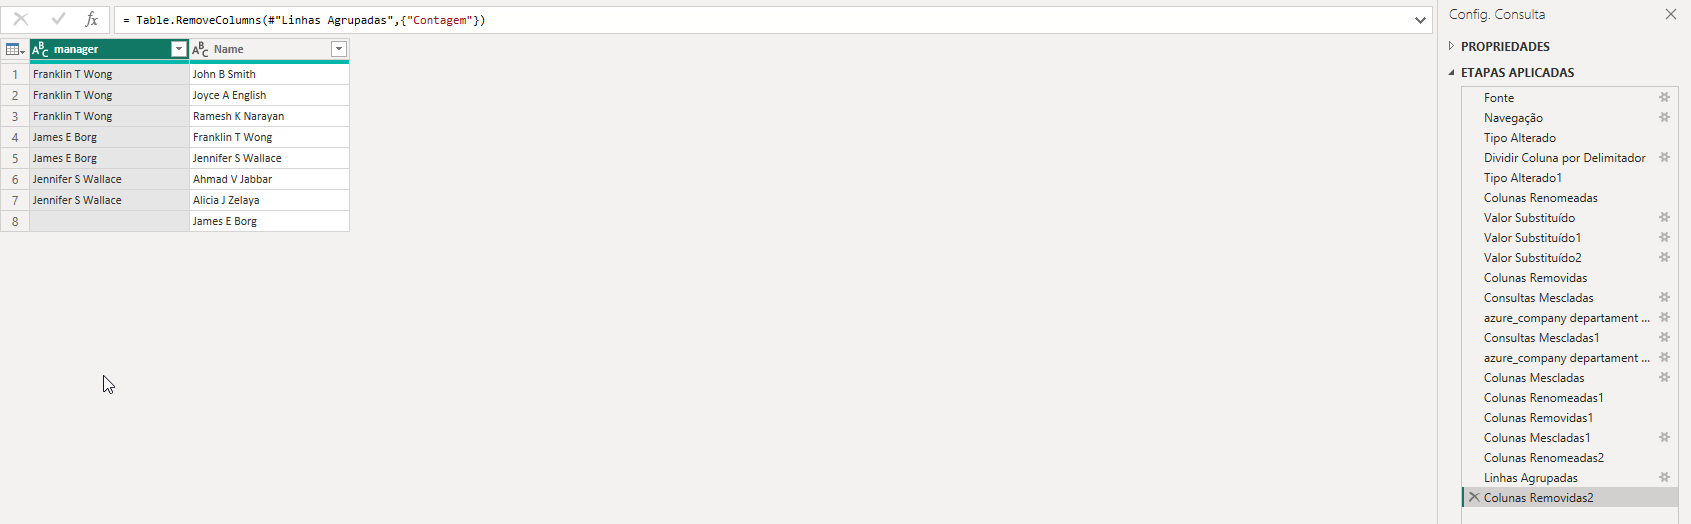 = Table.RemoveColumns(#"Linhas Agrupadas",{"Contagem"})
manager Name
1 Franklin T Wong John B Smith
2 Franklin T Wong Joyce A English
3 Franklin T Wong Ramesh K Narayan
4 James E Borg Franklin T Wong
5 James E Borg Jennifer S Wallace
6 Jennifer S Wallace Ahmad V Jabbar
7 Jennifer S Wallace Alicia J Zelaya
8 James E Borg
Config. Consulta
PROPRIEDADES
ETAPAS APLICADAS
Fonte
Navegação
Tipo Alterado
Dividir Coluna por Delimitador
Tipo Alterado1
Colunas Renomeadas
Valor Substituído
Valor Substituído1
Valor Substituído2
Colunas Removidas
Consultas Mescladas
azure_company departament ...
Consultas Mescladas1
azure_company departament ...
Colunas Mescladas
Colunas Renomeadas1
Colunas Removidas1
Colunas Mescladas1
Colunas Renomeadas2
Linhas Agrupadas
Colunas Removidas2